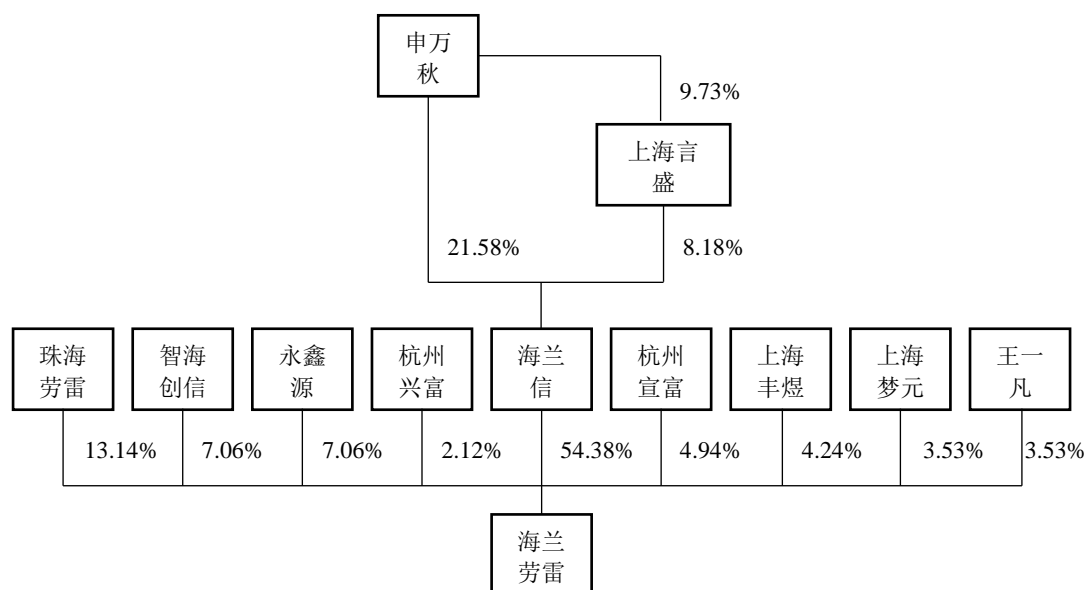 申万
秋
9.73%
上海言
盛
21.58%
8.18%
珠海
劳雷
智海
创信
永鑫
源
杭州
兴富
海兰
信
杭州
宣富
上海
丰煜
上海
梦元
王一
凡
13.14%
7.06%
7.06%
2.12%
54.38%
4.94%
4.24%
3.53%
3.53%
海兰
劳雷